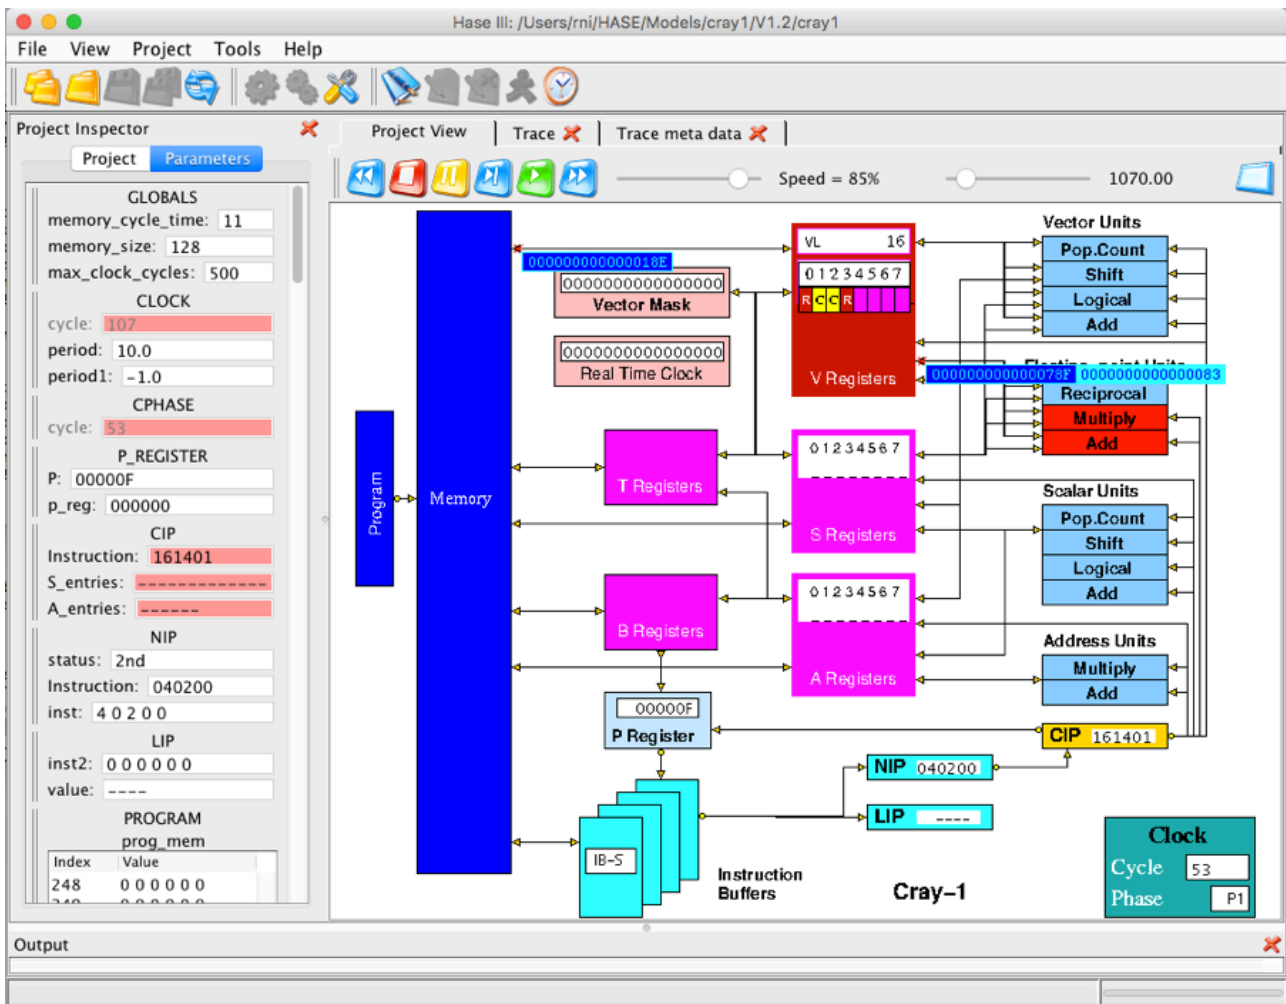 Hase III: /Users/rni/HASE/Models/cray1/V1.2/cray1
File View Project Tools Help
Project Inspector
Project Parameters
GLOBALS
memory_cycle_time: 11
memory_size: 128
max_clock_cycles: 500
CLOCK
cycle: 107
period: 10.0
period1: -1.0
CPHASE
cycle: 53
P_REGISTER
P: 00000F
p_reg: 000000
CIP
Instruction: 161401
S_entries: -------------
A_entries: ------
NIP
status: 2nd
Instruction: 040200
inst: 4 0 2 0 0
LIP
inst2: 0 0 0 0 0 0
value: ----
PROGRAM
prog_mem
Index Value
248 0 0 0 0 0 0
Project View Trace Trace meta data
Speed = 85% 1070.00
Program
Memory
000000000000018E
0000000000000000
Vector Mask
0000000000000000
Real Time Clock
VL 16
0 1 2 3 4 5 6 7
R C C R
V Registers
T Registers
0 1 2 3 4 5 6 7
S Registers
B Registers
0 1 2 3 4 5 6 7
A Registers
00000F
P Register
IB-S
Instruction
Buffers
Vector Units
Pop.Count
Shift
Logical
Add
000000000000078F 0000000000000083
Reciprocal
Multiply
Add
Scalar Units
Pop.Count
Shift
Logical
Add
Address Units
Multiply
Add
CIP 161401
NIP 040200
LIP ----
Cray-1
Clock
Cycle 53
Phase P1
Output